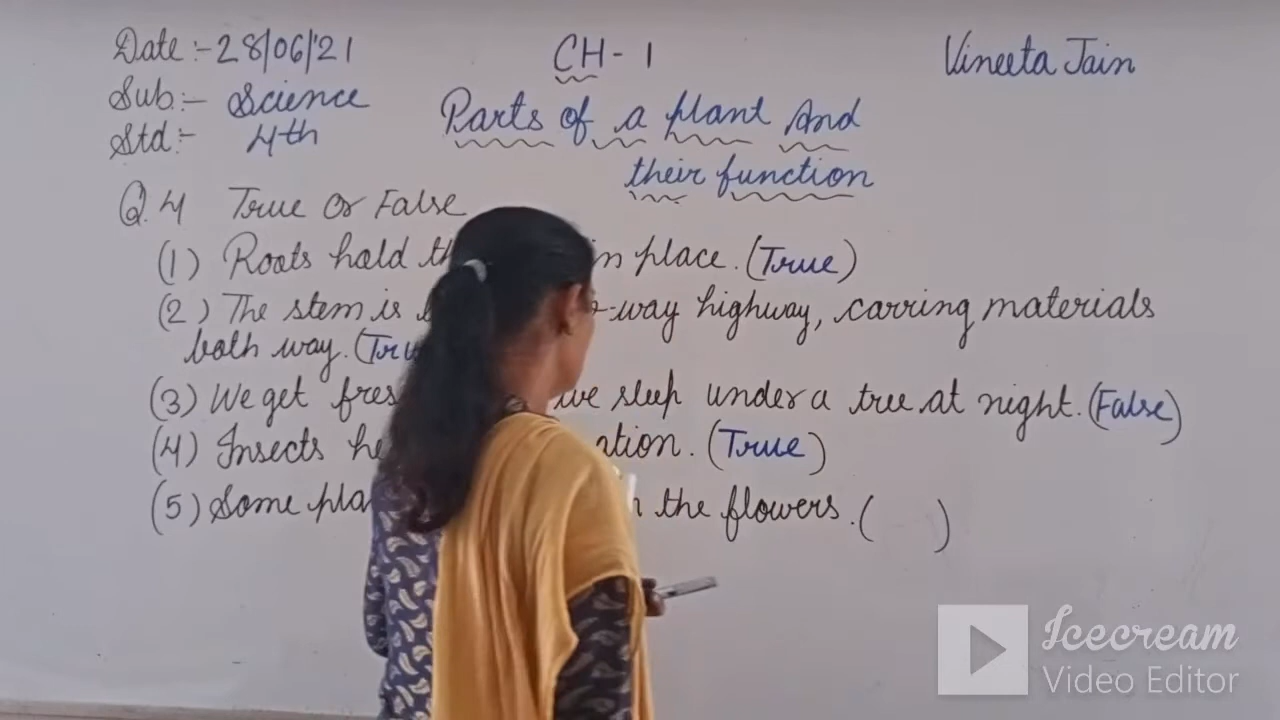 Date:-28/06/21
CH-1
Vineeta Jain
Sub:- Science
Std:- 4th
Parts of a plant And
their function
Q.4 True or False
(1) Roots hold in place. (True)
(2) The stem is -way highway, carring materials
both way. (Tru
(3) We get we sleep under a tree at night. (False)
(4) Insects (True)
(5) Some the flowers. ( )
Icecream
Video Editor